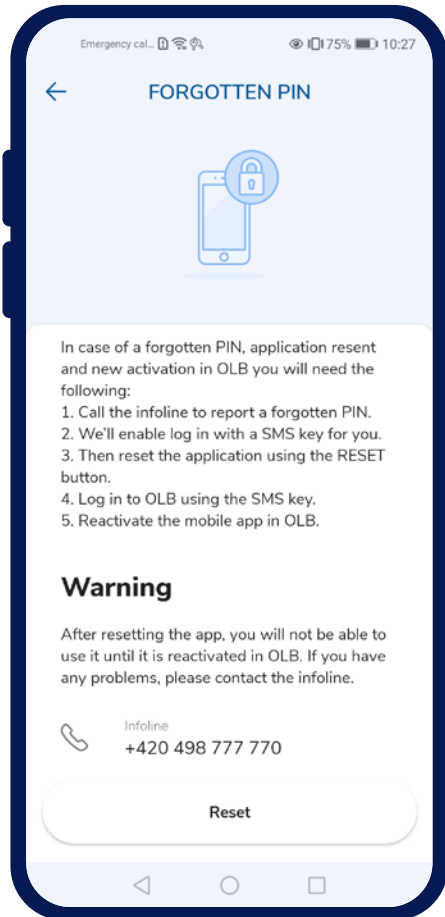 Emergency cal... 75% 10:27
FORGOTTEN PIN
In case of a forgotten PIN, application resent
and new activation in OLB you will need the
following:
1. Call the infoline to report a forgotten PIN.
2. We'll enable log in with a SMS key for you.
3. Then reset the application using the RESET
button.
4. Log in to OLB using the SMS key.
5. Reactivate the mobile app in OLB.
Warning
After resetting the app, you will not be able to
use it until it is reactivated in OLB. If you have
any problems, please contact the infoline.
Infoline
+420 498 777 770
Reset